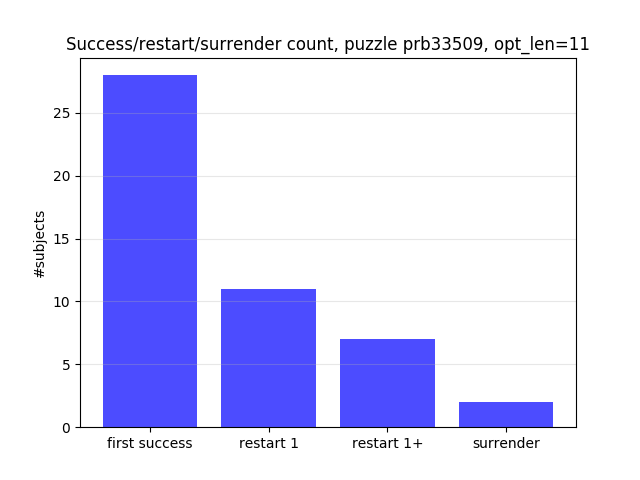 Success/restart/surrender count, puzzle prb33509, opt_len=11
#subjects
25
20
15
10
5
0
first success restart 1 restart 1+ surrender